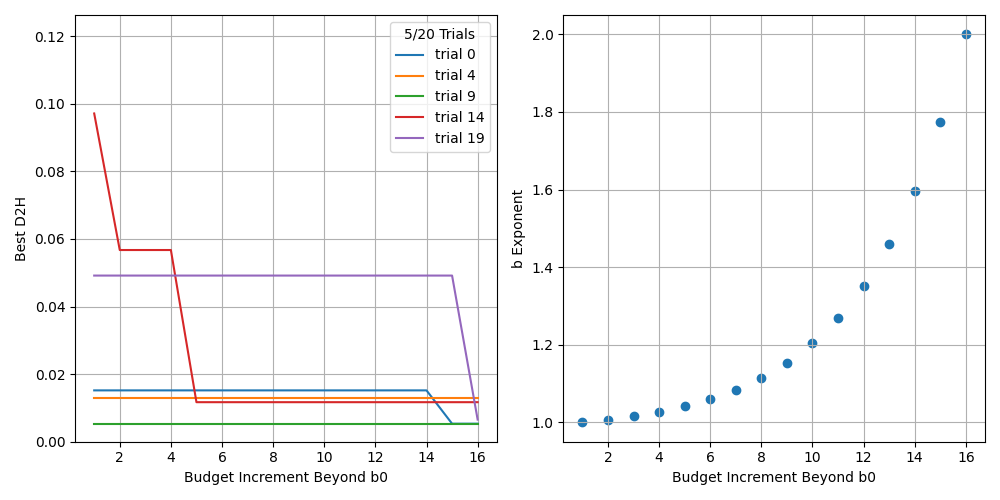 0.12
0.10
0.08
0.06
0.04
0.02
0.00
Best D2H
2 4 6 8 10 12 14 16
Budget Increment Beyond b0
5/20 Trials
trial 0
trial 4
trial 9
trial 14
trial 19
2.0
1.8
1.6
1.4
1.2
1.0
b Exponent
2 4 6 8 10 12 14 16
Budget Increment Beyond b0